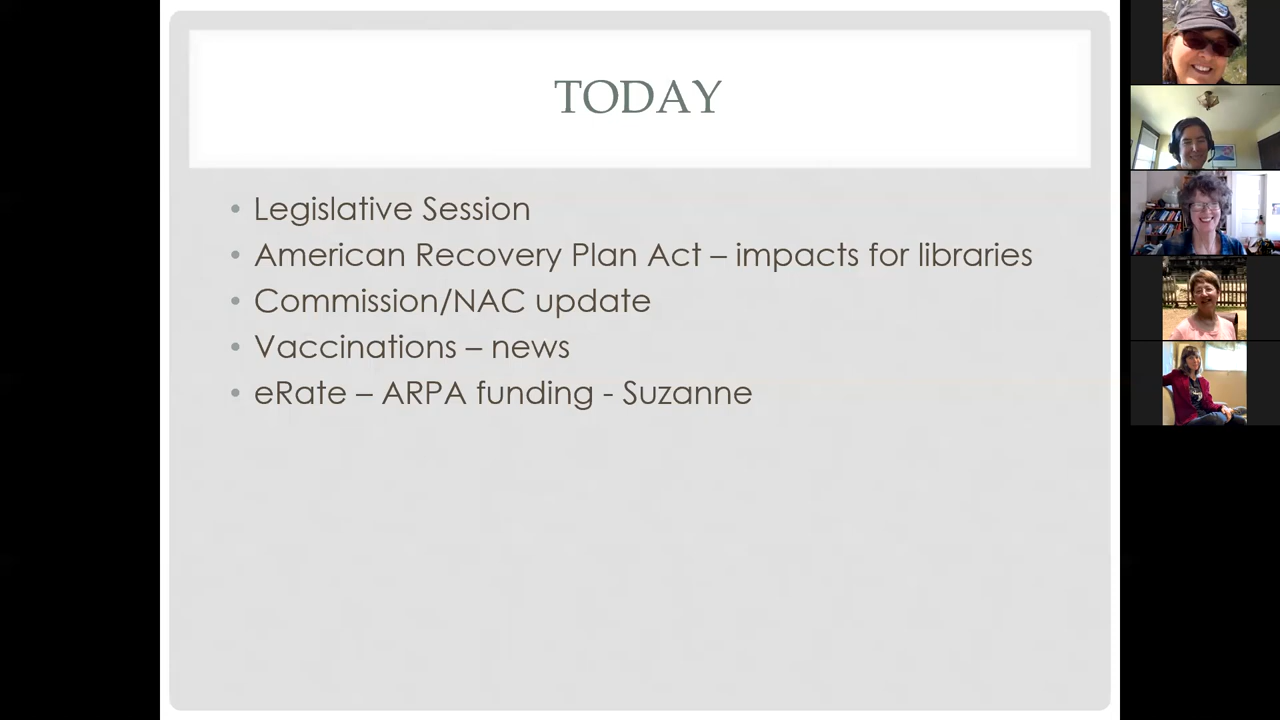 TODAY
• Legislative Session
• American Recovery Plan Act – impacts for libraries
• Commission/NAC update
• Vaccinations – news
• eRate – ARPA funding - Suzanne